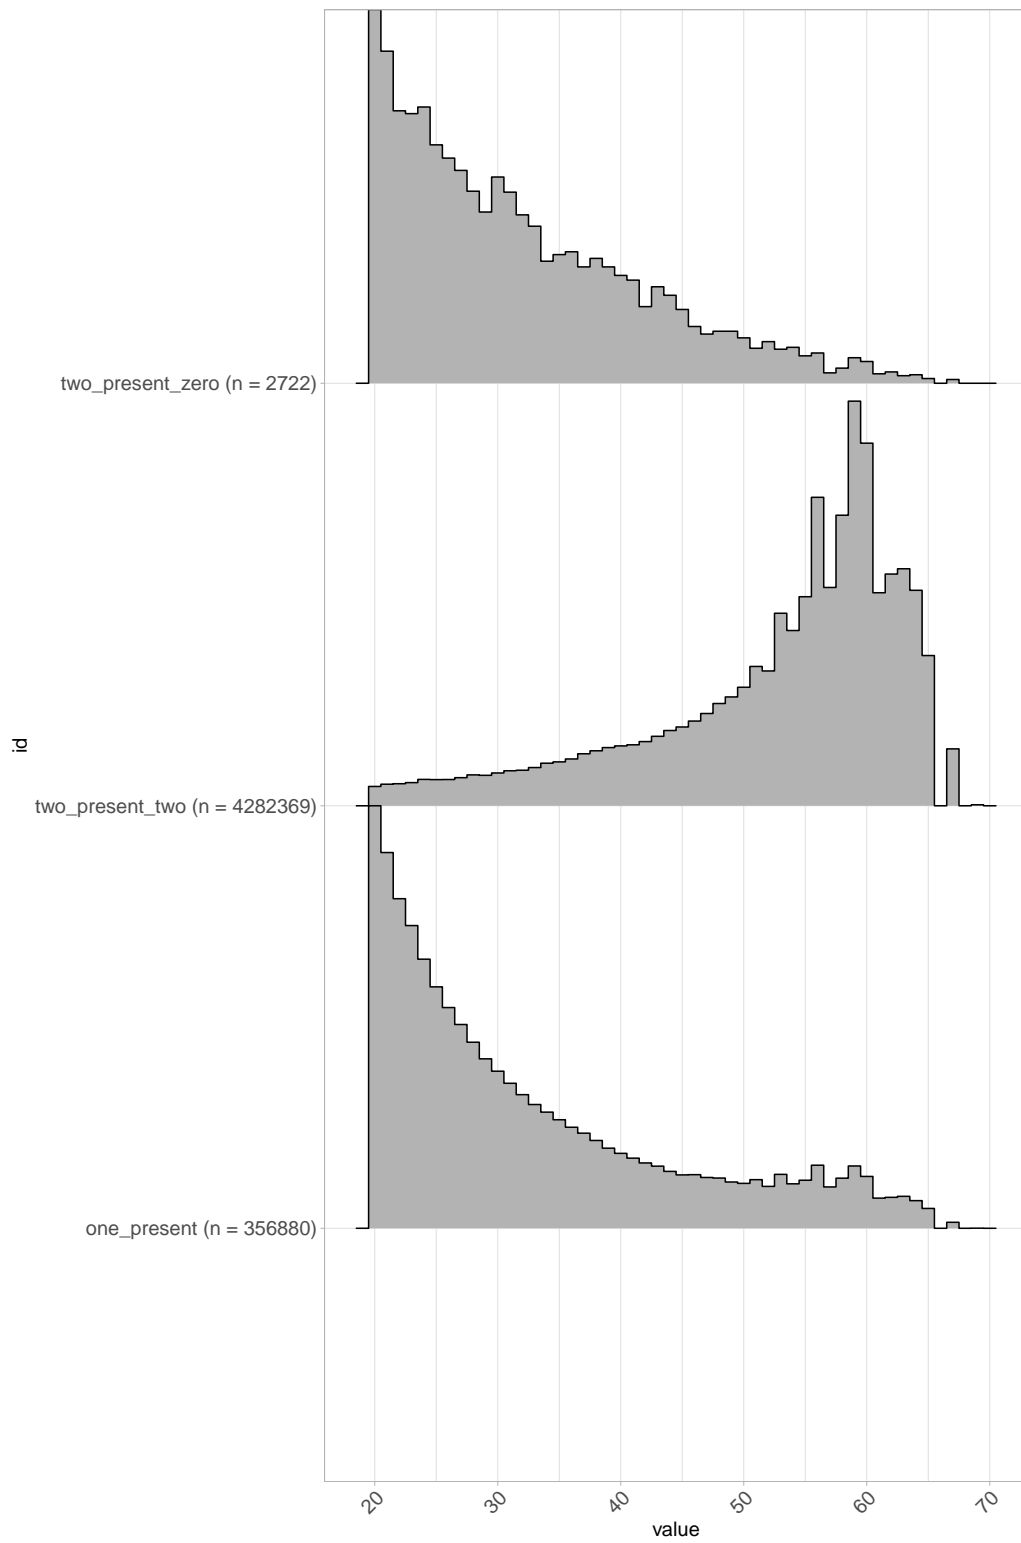 two_present_zero (n = 2722)
id
two_present_two (n = 4282369)
one_present (n = 356880)
20
30
40
50
60
70
value